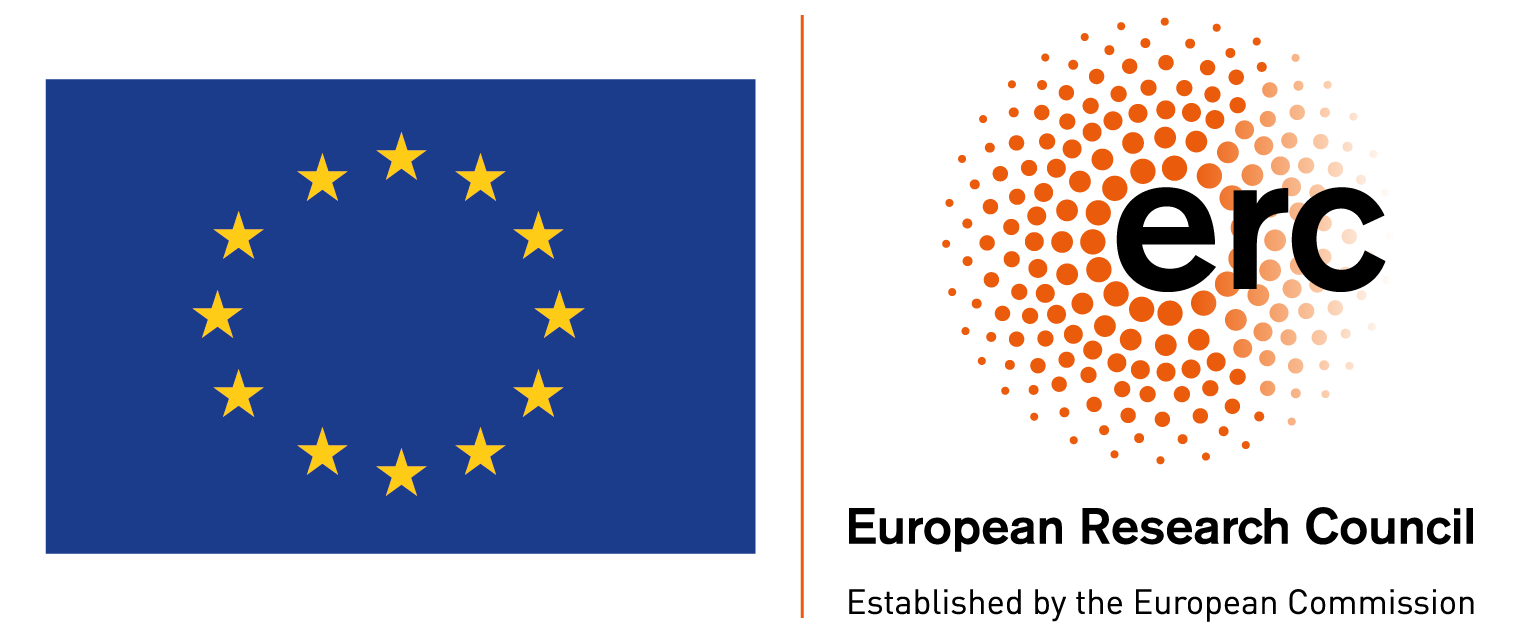 erc
European Research Council
Established by the European Commission